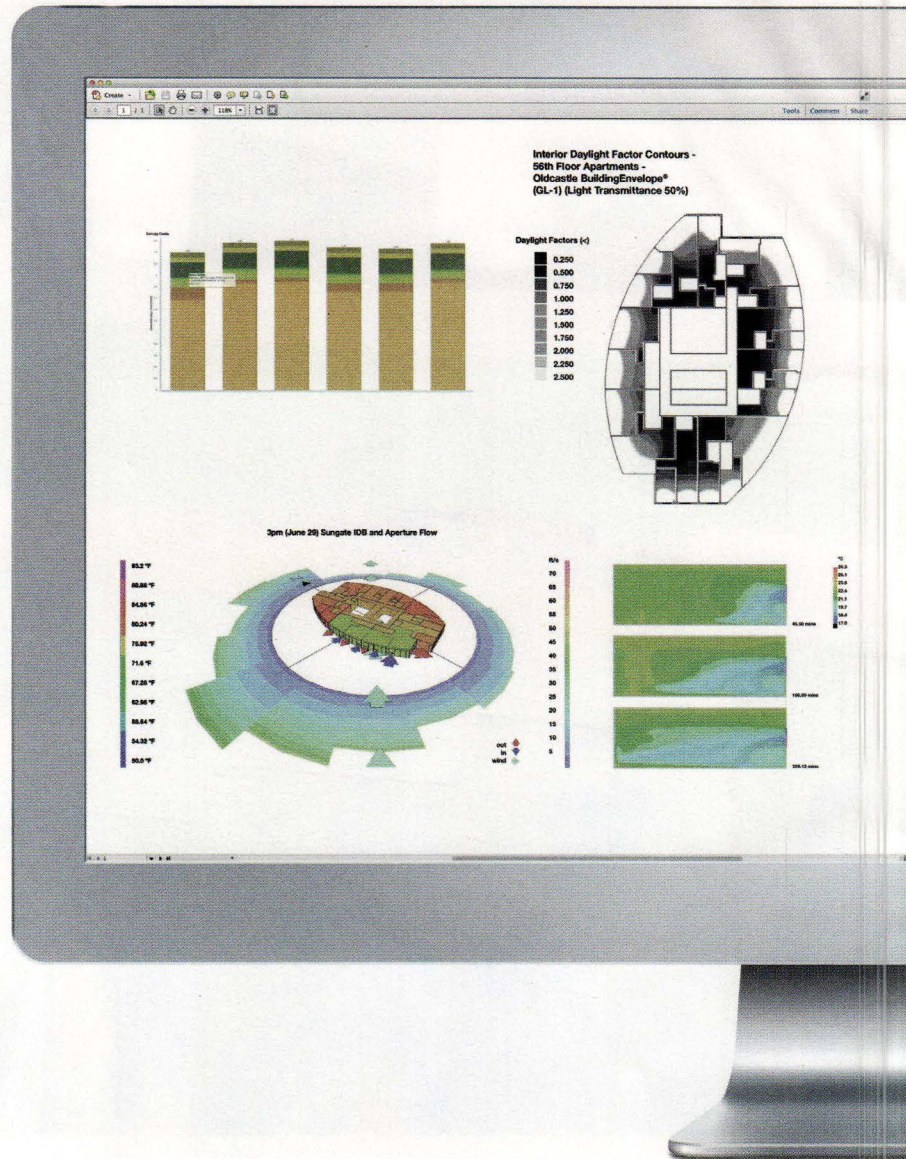 Create
1 / 1
118%
Tools Comment Share
Interior Daylight Factor Contours -
56th Floor Apartments -
Oldcastle BuildingEnvelope®
(GL-1) (Light Transmittance 50%)
Daylight Factors (<)
0.250
0.500
0.750
1.000
1.250
1.500
1.750
2.000
2.250
2.500
3pm (June 29) Sungate IDB and Aperture Flow
84.56 °F
80.24 °F
75.92 °F
71.6 °F
67.28 °F
62.96 °F
58.64 °F
54.32 °F
50.0 °F
ft/s
70
65
60
55
50
45
40
35
30
25
20
15
10
5
out
in
wind
°C